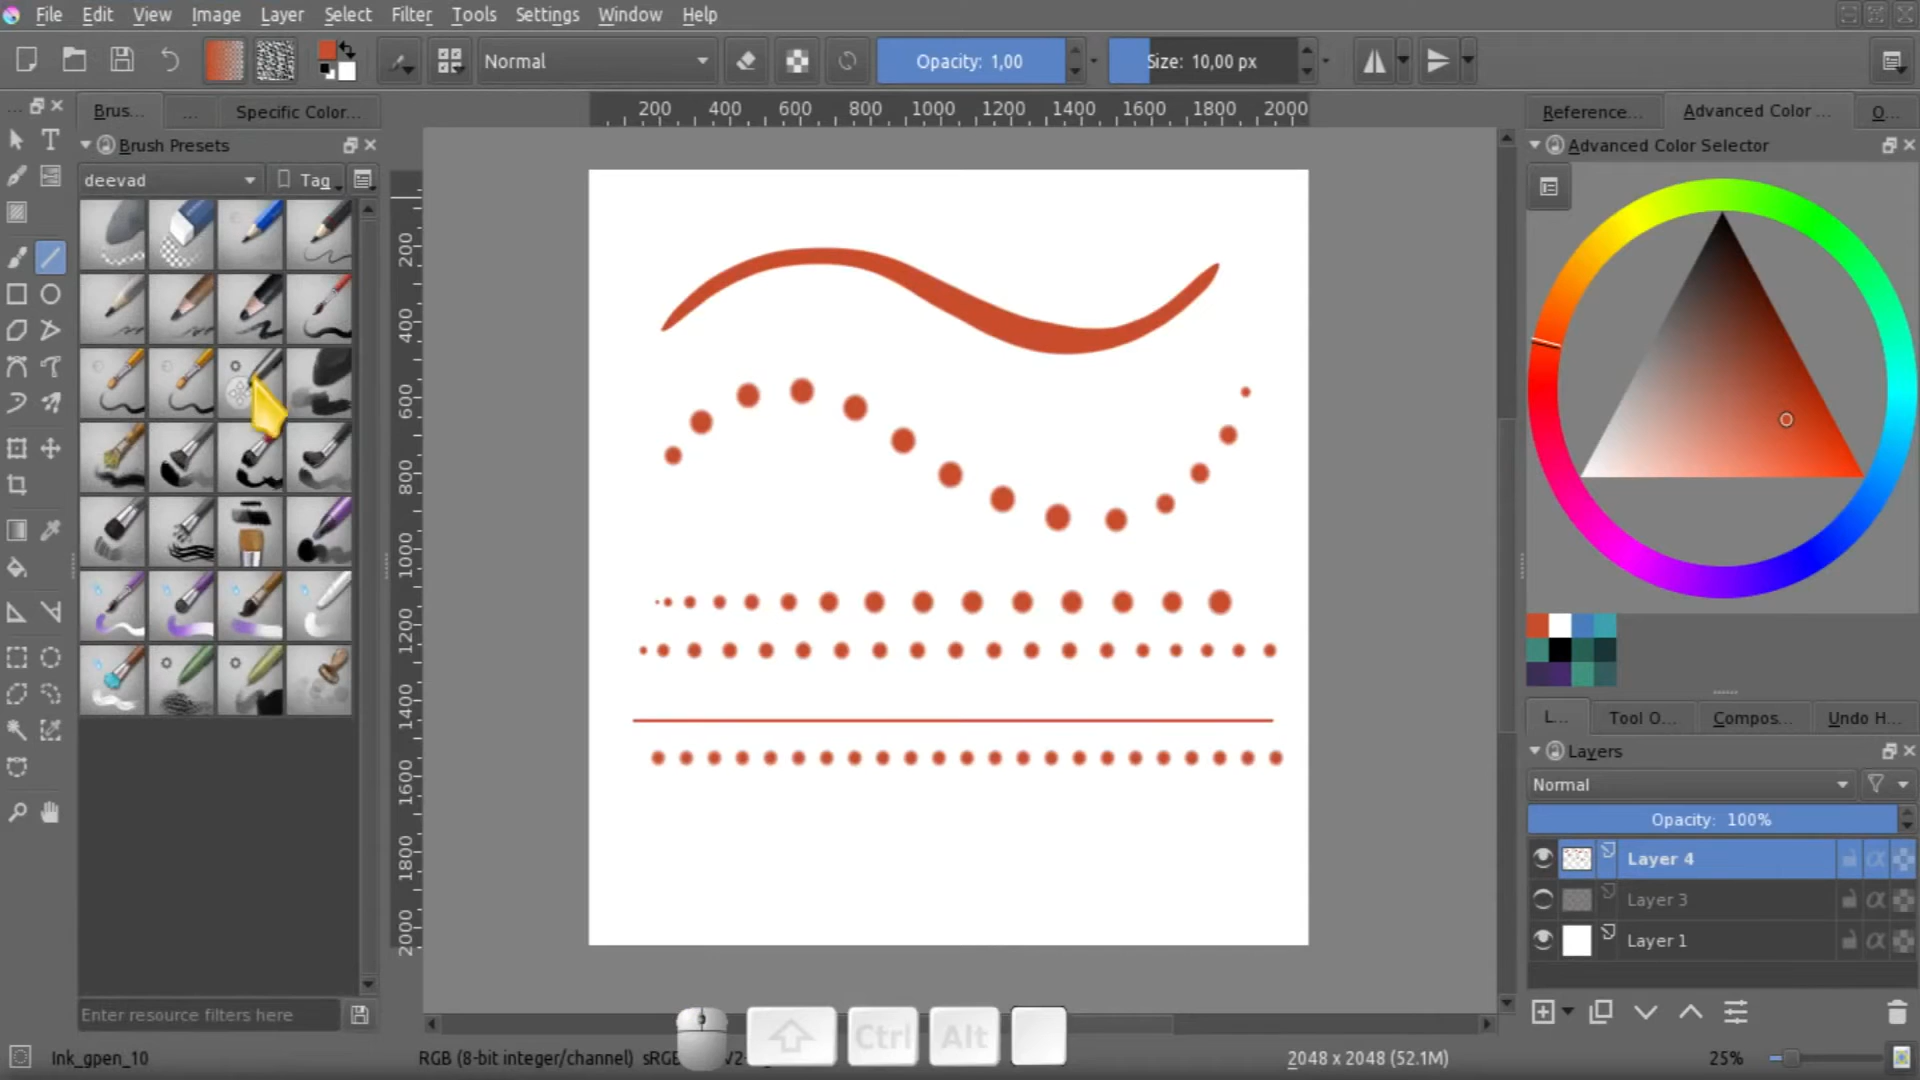 File Edit View Image Layer Select Filter Tools Settings Window Help
Normal Opacity: 1,00 Size: 10,00 px
Brus... ... Specific Color...
Brush Presets
deevad Tag
200 400 600 800 1000 1200 1400 1600 1800 2000
200
400
600
800
1000
1200
1400
1600
1800
2000
Reference... Advanced Color ... O...
Advanced Color Selector
L... Tool O... Compos... Undo H...
Layers
Normal
Opacity: 100%
Layer 4
Layer 3
Layer 1
Enter resource filters here
Ctrl Alt
Ink_gpen_10 RGB (8-bit integer/channel) sRG V2- 2048 x 2048 (52.1M) 25%